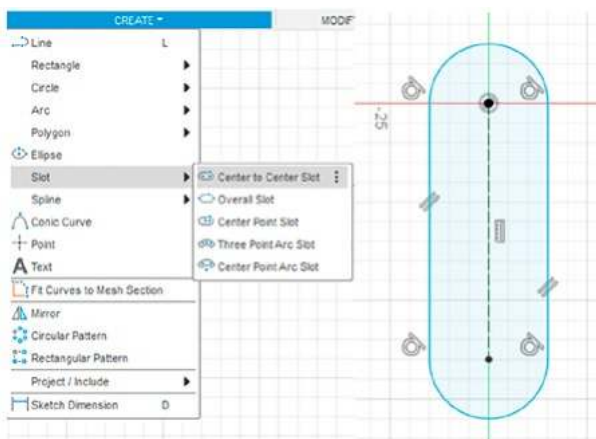 CREATE
MODIF
Line L
Rectangle
Circle
Arc
Polygon
Ellipse
Slot
Center to Center Slot
Spline
Overall Slot
Conic Curve
Center Point Slot
Point
Three Point Arc Slot
Text
Center Point Arc Slot
Fit Curves to Mesh Section
Mirror
Circular Pattern
Rectangular Pattern
Project / Include
Sketch Dimension D
-25